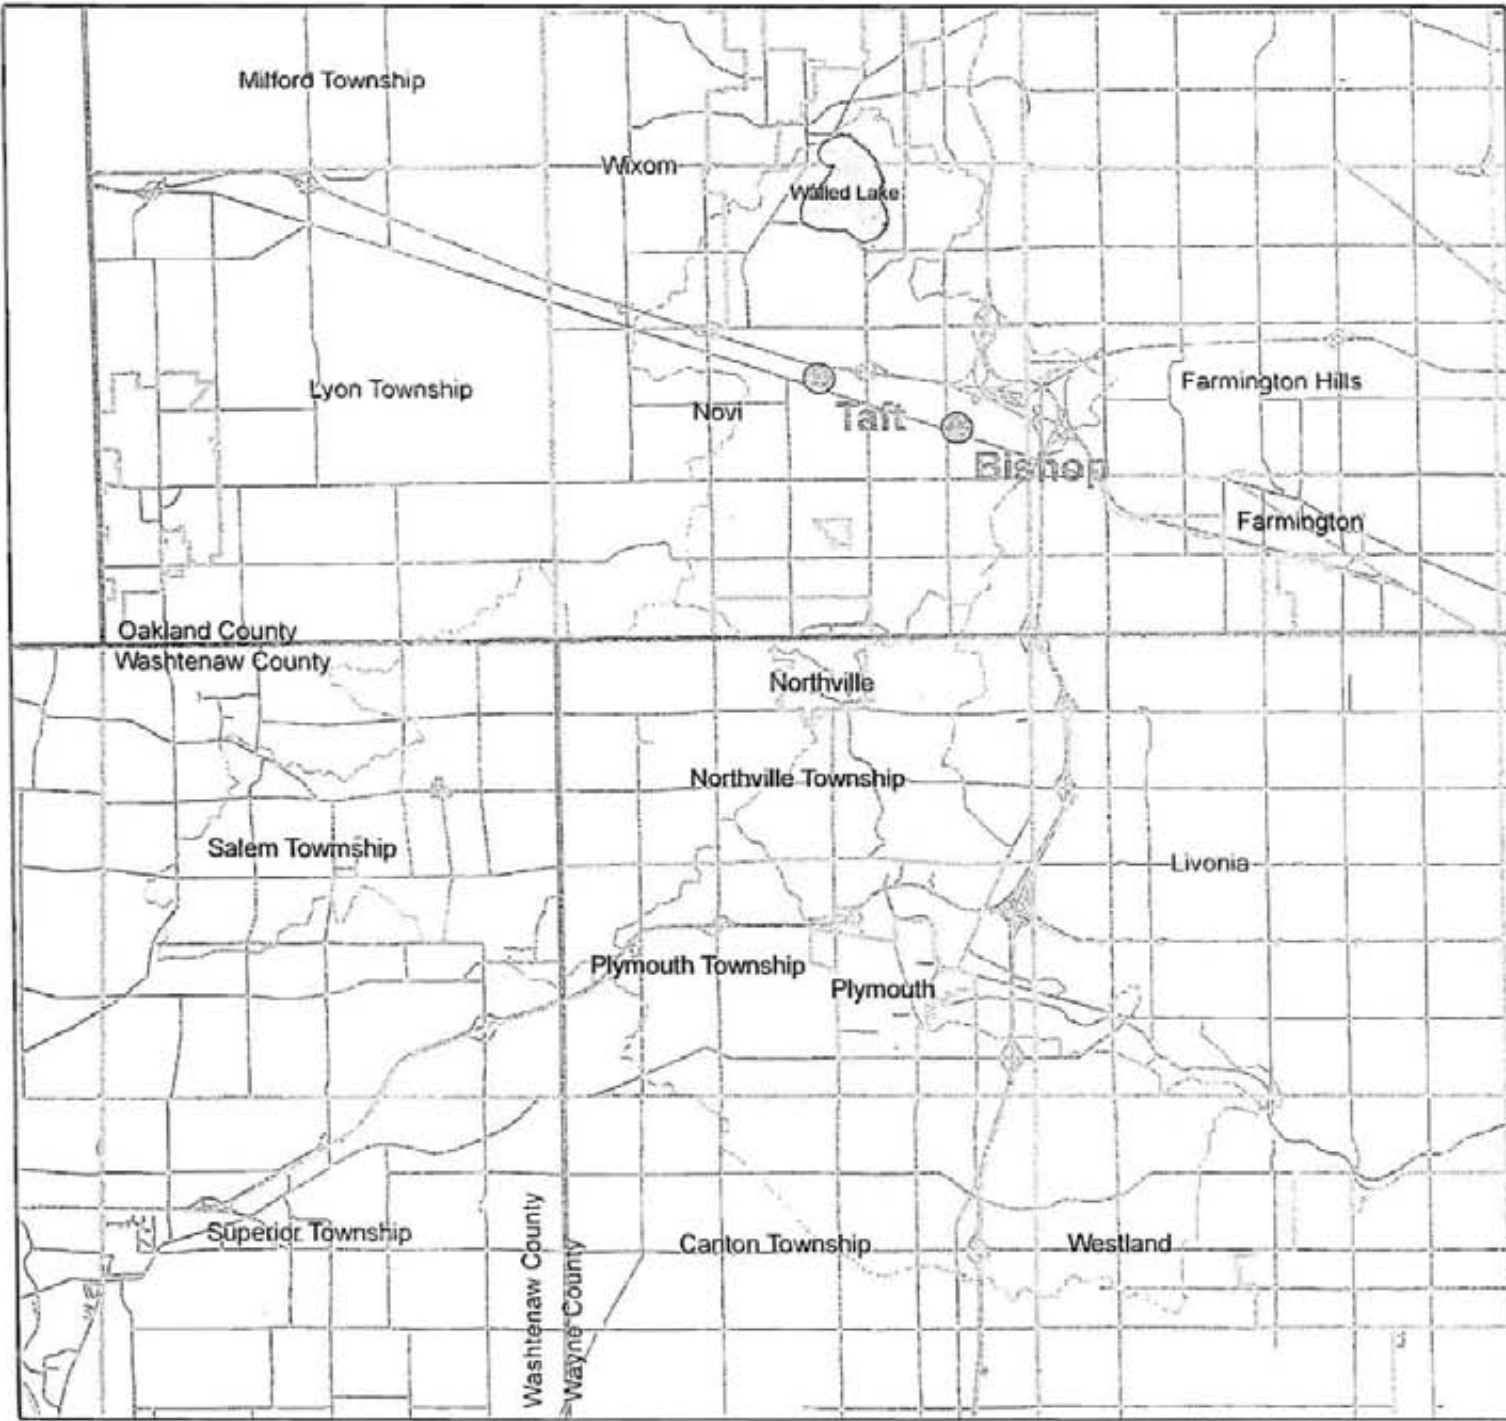 Milford Township
Wixom
Walled Lake
Lyon Township
Novi
Taft
Farmington Hills
Bishop
Farmington
Oakland County
Washtenaw County
Northville
Northville Township
Salem Towmship
Livonia
Plymouth Township
Plymouth
Superior Township
Canton Township
Westland
Washtenaw County
Wayne County